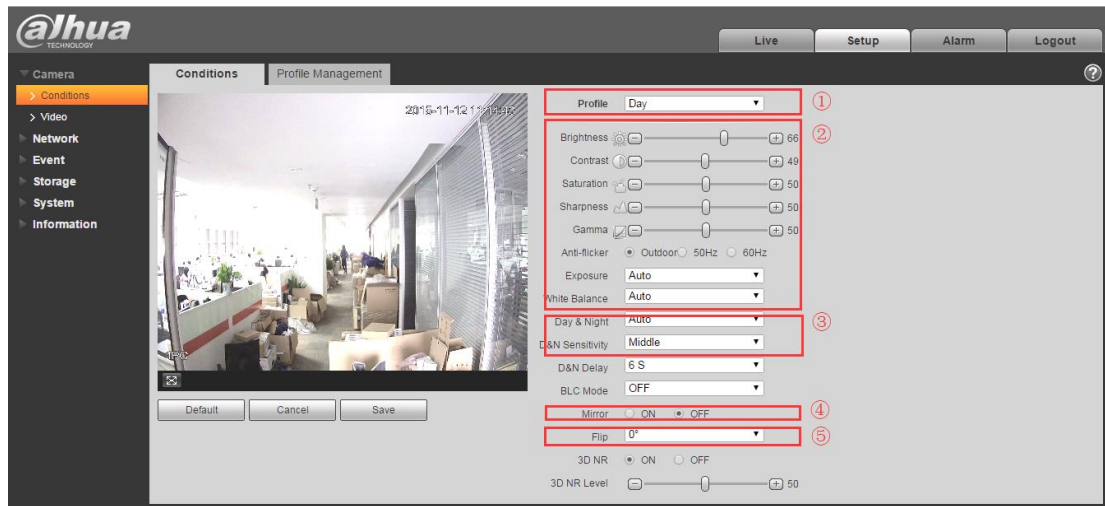 alhua
TECHNOLOGY
Live Setup Alarm Logout
Camera
Conditions
Video
Network
Event
Storage
System
Information
Conditions Profile Management
IPC
Default Cancel Save
Profile Day ①
Brightness 66 ②
Contrast 49
Saturation 50
Sharpness 50
Gamma 50
Anti-flicker Outdoor 50Hz 60Hz
Exposure Auto
White Balance Auto
Day & Night Auto ③
D&N Sensitivity Middle
D&N Delay 6 S
BLC Mode OFF
Mirror ON OFF ④
Flip 0° ⑤
3D NR ON OFF
3D NR Level 50